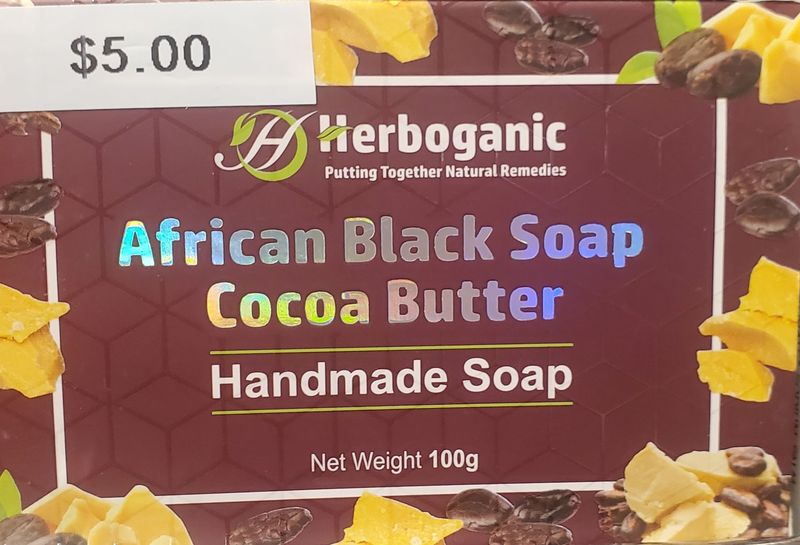 $5.00
Herboganic
Putting Together Natural Remedies
African Black Soap
Cocoa Butter
Handmade Soap
Net Weight 100g